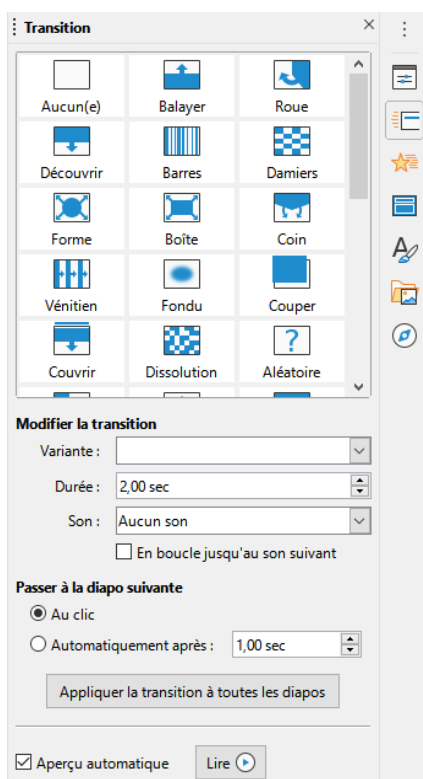 Transition
Aucun(e) Balayer Roue
Découvrir Barres Damiers
Forme Boîte Coin
Vénitien Fondu Couper
Couvrir Dissolution Aléatoire
Modifier la transition
Variante :
Durée : 2,00 sec
Son : Aucun son
En boucle jusqu'au son suivant
Passer à la diapo suivante
Au clic
Automatiquement après : 1,00 sec
Appliquer la transition à toutes les diapos
Aperçu automatique Lire